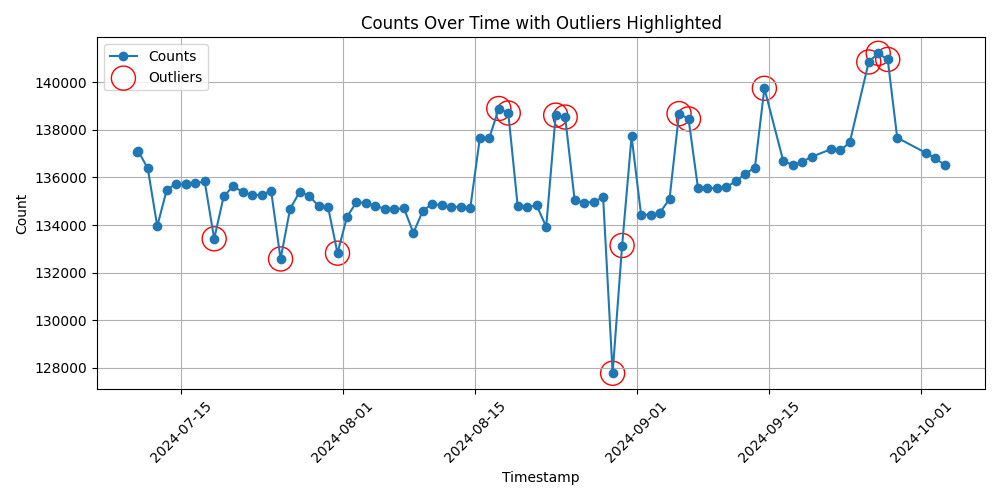 Counts Over Time with Outliers Highlighted
Counts
Outliers
140000
138000
136000
134000
132000
130000
128000
Count
2024-07-15
2024-08-01
2024-08-15
2024-09-01
2024-09-15
2024-10-01
Timestamp